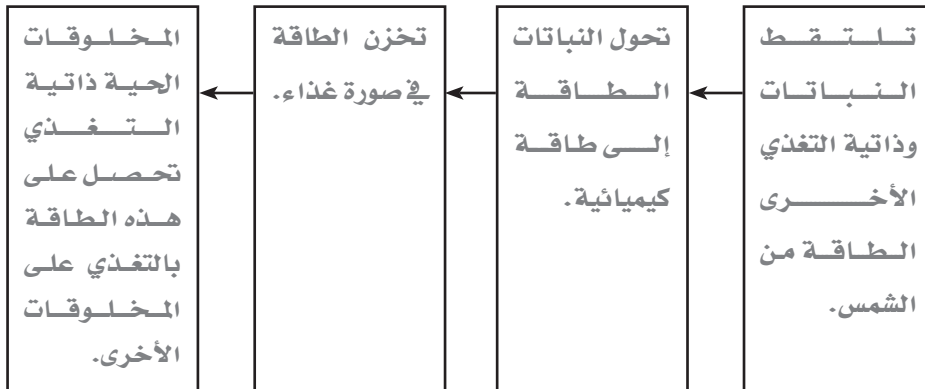 تلتقط
النباتات
وذاتية التغذي
الأخرى
الطاقة من
الشمس.
تحول النباتات
الطاقة
إلى طاقة
كيميائية.
تخزن الطاقة
في صورة غذاء.
المخلوقات
الحية ذاتية
التغذي
تحصل على
هذه الطاقة
بالتغذي على
المخلوقات
الأخرى.